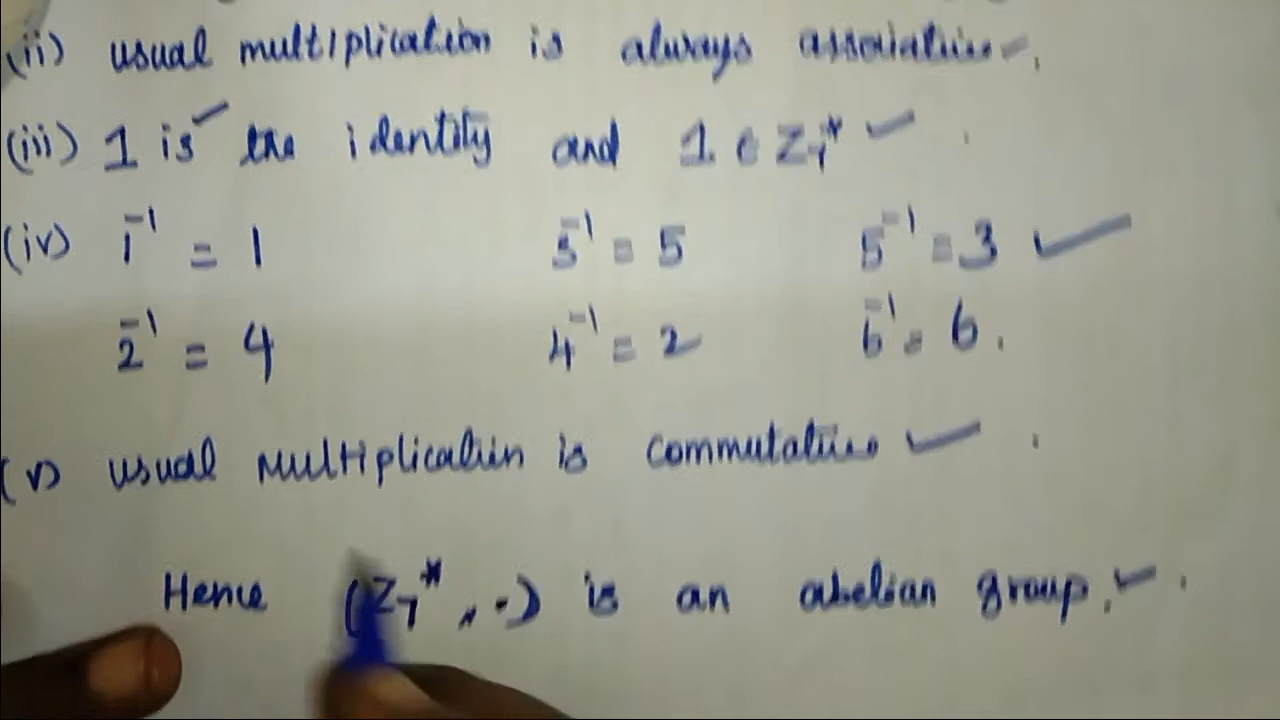 (ii) usual multiplication is always associative.
(iii) 1 is the identity and 1 ∈ Z₇* .
(iv) 1⁻¹ = 1 3⁻¹ = 5 5⁻¹ = 3
2⁻¹ = 4 4⁻¹ = 2 6⁻¹ = 6.
(v) usual multiplication is commutative .
Hence (Z₇* , ·) is an abelian group.